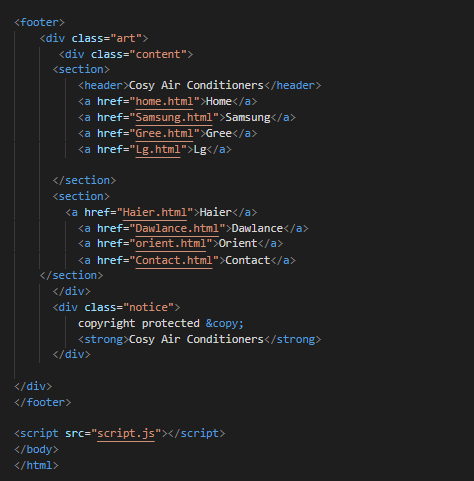 <footer>
<div class="art">
<div class="content">
<section>
<header>Cosy Air Conditioners</header>
<a href="home.html">Home</a>
<a href="Samsung.html">Samsung</a>
<a href="Gree.html">Gree</a>
<a href="Lg.html">Lg</a>
</section>
<section>
<a href="Haier.html">Haier</a>
<a href="Dawlance.html">Dawlance</a>
<a href="orient.html">Orient</a>
<a href="Contact.html">Contact</a>
</section>
</div>
<div class="notice">
copyright protected &copy;
<strong>Cosy Air Conditioners</strong>
</div>
</div>
</footer>
<script src="script.js"></script>
</body>
</html>